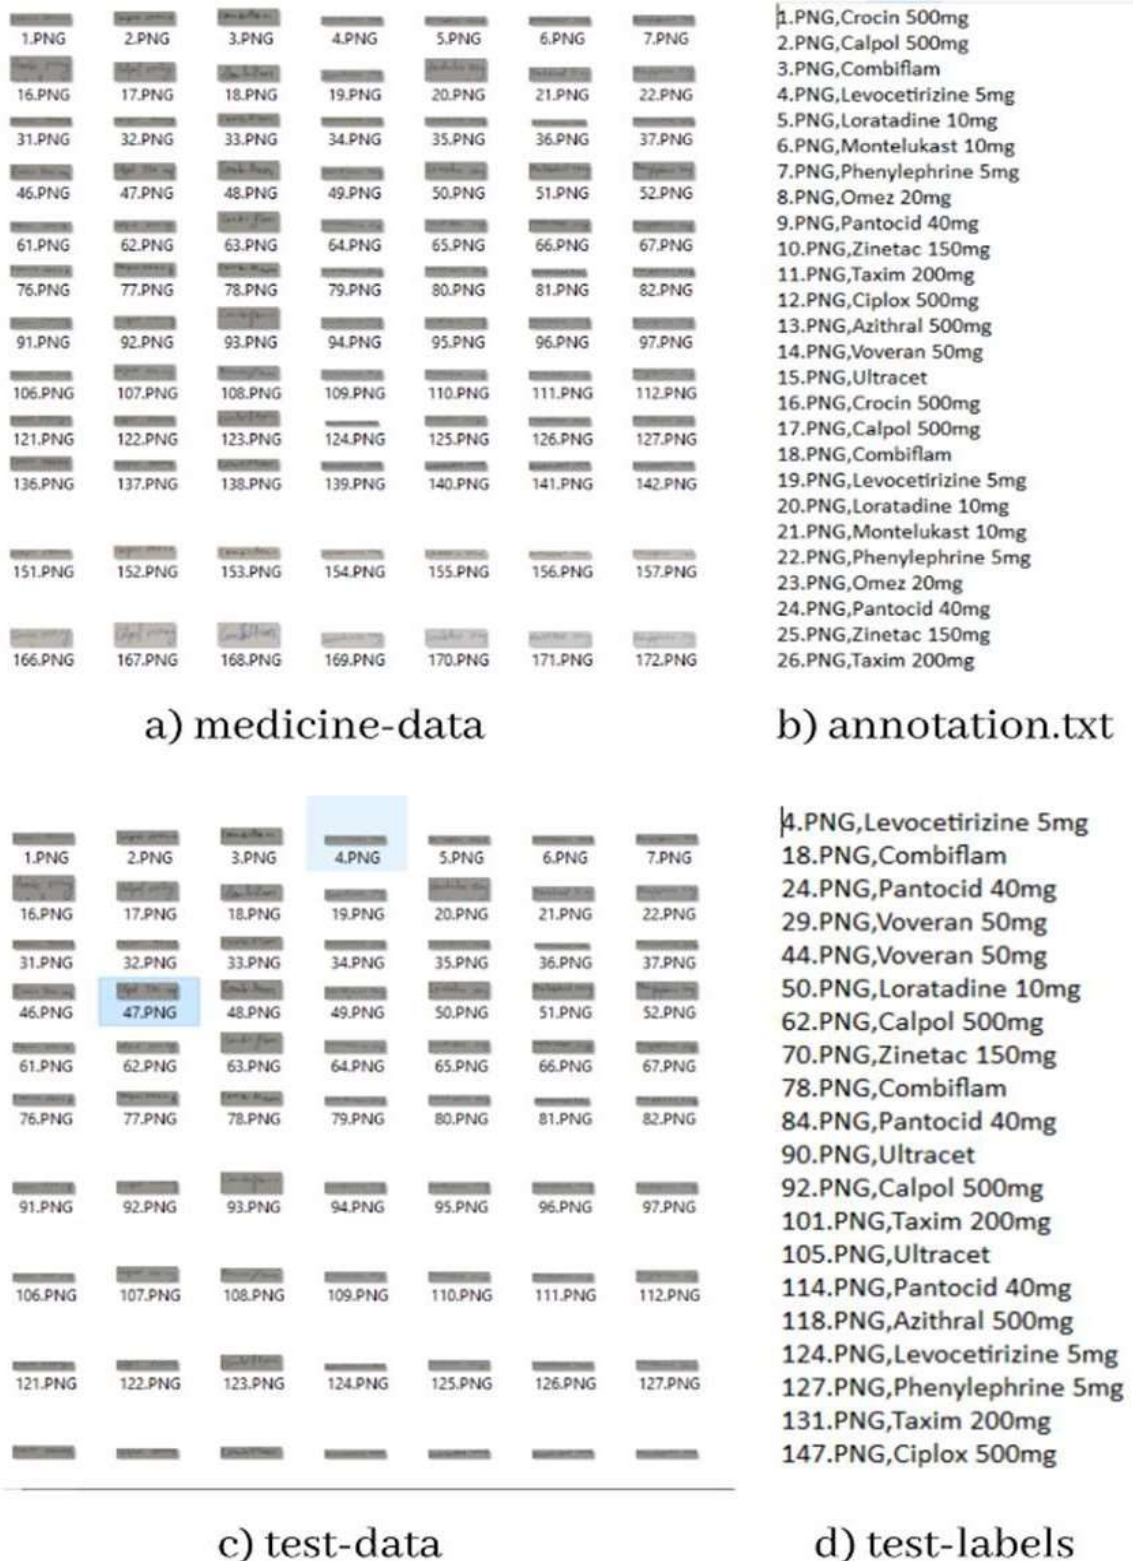 1.PNG 2.PNG 3.PNG 4.PNG 5.PNG 6.PNG 7.PNG
16.PNG 17.PNG 18.PNG 19.PNG 20.PNG 21.PNG 22.PNG
31.PNG 32.PNG 33.PNG 34.PNG 35.PNG 36.PNG 37.PNG
46.PNG 47.PNG 48.PNG 49.PNG 50.PNG 51.PNG 52.PNG
61.PNG 62.PNG 63.PNG 64.PNG 65.PNG 66.PNG 67.PNG
76.PNG 77.PNG 78.PNG 79.PNG 80.PNG 81.PNG 82.PNG
91.PNG 92.PNG 93.PNG 94.PNG 95.PNG 96.PNG 97.PNG
106.PNG 107.PNG 108.PNG 109.PNG 110.PNG 111.PNG 112.PNG
121.PNG 122.PNG 123.PNG 124.PNG 125.PNG 126.PNG 127.PNG
136.PNG 137.PNG 138.PNG 139.PNG 140.PNG 141.PNG 142.PNG
151.PNG 152.PNG 153.PNG 154.PNG 155.PNG 156.PNG 157.PNG
166.PNG 167.PNG 168.PNG 169.PNG 170.PNG 171.PNG 172.PNG
a) medicine-data
1.PNG,Crocin 500mg
2.PNG,Calpol 500mg
3.PNG,Combiflam
4.PNG,Levocetirizine 5mg
5.PNG,Loratadine 10mg
6.PNG,Montelukast 10mg
7.PNG,Phenylephrine 5mg
8.PNG,Omez 20mg
9.PNG,Pantocid 40mg
10.PNG,Zinetac 150mg
11.PNG,Taxim 200mg
12.PNG,Ciplox 500mg
13.PNG,Azithral 500mg
14.PNG,Voveran 50mg
15.PNG,Ultracet
16.PNG,Crocin 500mg
17.PNG,Calpol 500mg
18.PNG,Combiflam
19.PNG,Levocetirizine 5mg
20.PNG,Loratadine 10mg
21.PNG,Montelukast 10mg
22.PNG,Phenylephrine 5mg
23.PNG,Omez 20mg
24.PNG,Pantocid 40mg
25.PNG,Zinetac 150mg
26.PNG,Taxim 200mg
b) annotation.txt
1.PNG 2.PNG 3.PNG 4.PNG 5.PNG 6.PNG 7.PNG
16.PNG 17.PNG 18.PNG 19.PNG 20.PNG 21.PNG 22.PNG
31.PNG 32.PNG 33.PNG 34.PNG 35.PNG 36.PNG 37.PNG
46.PNG 47.PNG 48.PNG 49.PNG 50.PNG 51.PNG 52.PNG
61.PNG 62.PNG 63.PNG 64.PNG 65.PNG 66.PNG 67.PNG
76.PNG 77.PNG 78.PNG 79.PNG 80.PNG 81.PNG 82.PNG
91.PNG 92.PNG 93.PNG 94.PNG 95.PNG 96.PNG 97.PNG
106.PNG 107.PNG 108.PNG 109.PNG 110.PNG 111.PNG 112.PNG
121.PNG 122.PNG 123.PNG 124.PNG 125.PNG 126.PNG 127.PNG
c) test-data
4.PNG,Levocetirizine 5mg
18.PNG,Combiflam
24.PNG,Pantocid 40mg
29.PNG,Voveran 50mg
44.PNG,Voveran 50mg
50.PNG,Loratadine 10mg
62.PNG,Calpol 500mg
70.PNG,Zinetac 150mg
78.PNG,Combiflam
84.PNG,Pantocid 40mg
90.PNG,Ultracet
92.PNG,Calpol 500mg
101.PNG,Taxim 200mg
105.PNG,Ultracet
114.PNG,Pantocid 40mg
118.PNG,Azithral 500mg
124.PNG,Levocetirizine 5mg
127.PNG,Phenylephrine 5mg
131.PNG,Taxim 200mg
147.PNG,Ciplox 500mg
d) test-labels